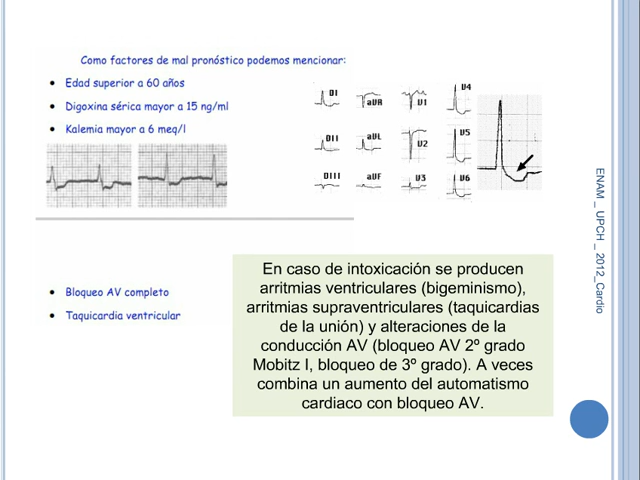 Como factores de mal pronóstico podemos mencionar:
• Edad superior a 60 años
• Digoxina sérica mayor a 15 ng/ml
• Kalemia mayor a 6 meq/l
DI
aVR
V1
V4
DII
aVL
V2
V5
DIII
aVF
V3
V6
• Bloqueo AV completo
• Taquicardia ventricular
En caso de intoxicación se producen
arritmias ventriculares (bigeminismo),
arritmias supraventriculares (taquicardias
de la unión) y alteraciones de la
conducción AV (bloqueo AV 2º grado
Mobitz I, bloqueo de 3º grado). A veces
combina un aumento del automatismo
cardiaco con bloqueo AV.
ENAM _ UPCH _ 2012_Cardio